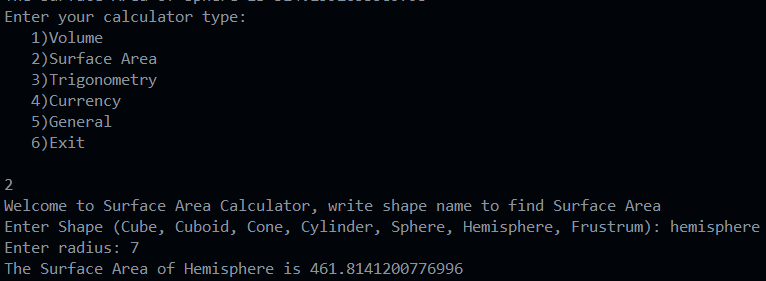 Enter your calculator type:
1)Volume
2)Surface Area
3)Trigonometry
4)Currency
5)General
6)Exit
2
Welcome to Surface Area Calculator, write shape name to find Surface Area
Enter Shape (Cube, Cuboid, Cone, Cylinder, Sphere, Hemisphere, Frustrum): hemisphere
Enter radius: 7
The Surface Area of Hemisphere is 461.8141200776996